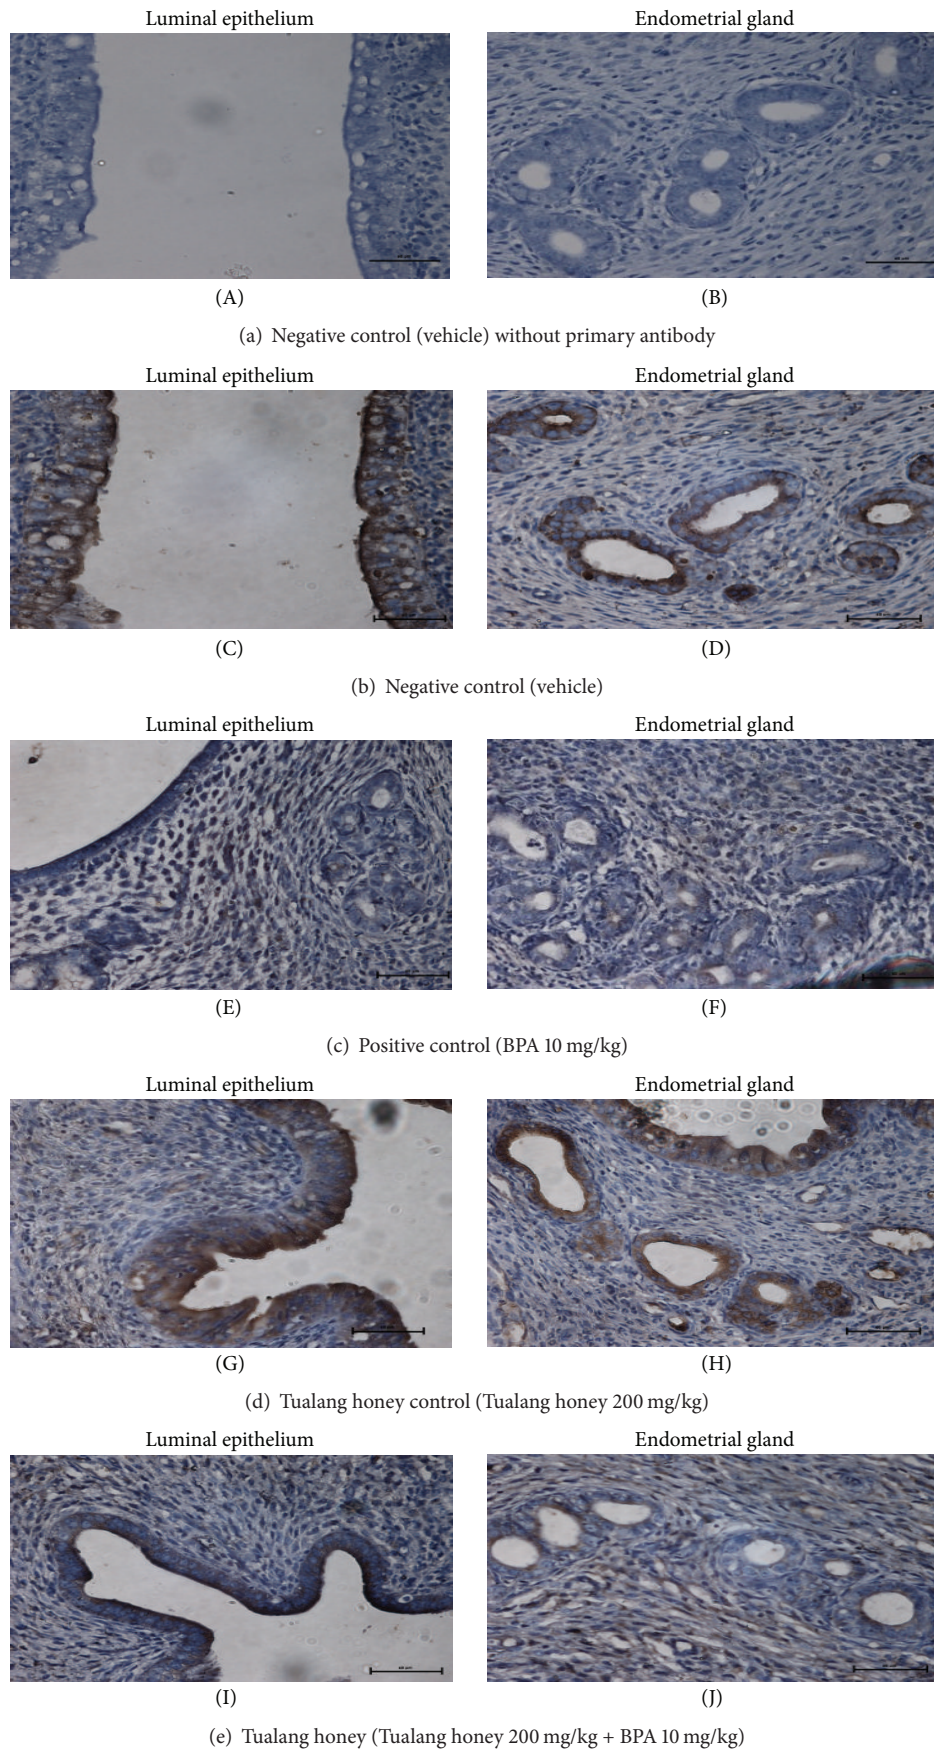 Luminal epithelium
Endometrial gland
(A)
(B)
(a) Negative control (vehicle) without primary antibody
Luminal epithelium
Endometrial gland
(C)
(D)
(b) Negative control (vehicle)
Luminal epithelium
Endometrial gland
(E)
(F)
(c) Positive control (BPA 10 mg/kg)
Luminal epithelium
Endometrial gland
(G)
(H)
(d) Tualang honey control (Tualang honey 200 mg/kg)
Luminal epithelium
Endometrial gland
(I)
(J)
(e) Tualang honey (Tualang honey 200 mg/kg + BPA 10 mg/kg)